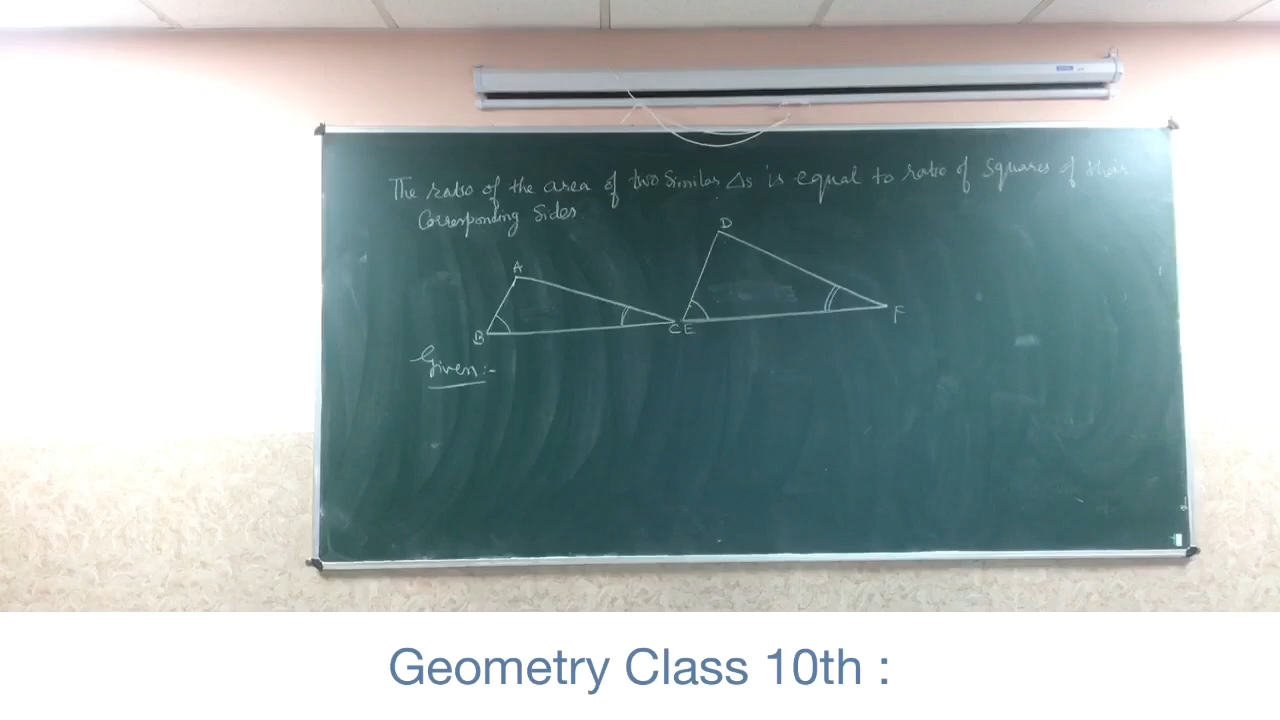 The ratio of the area of two Similar Δs is equal to ratio of Squares of their
Corresponding Sides
D
A
B
C E
F
Given:-
Geometry Class 10th :